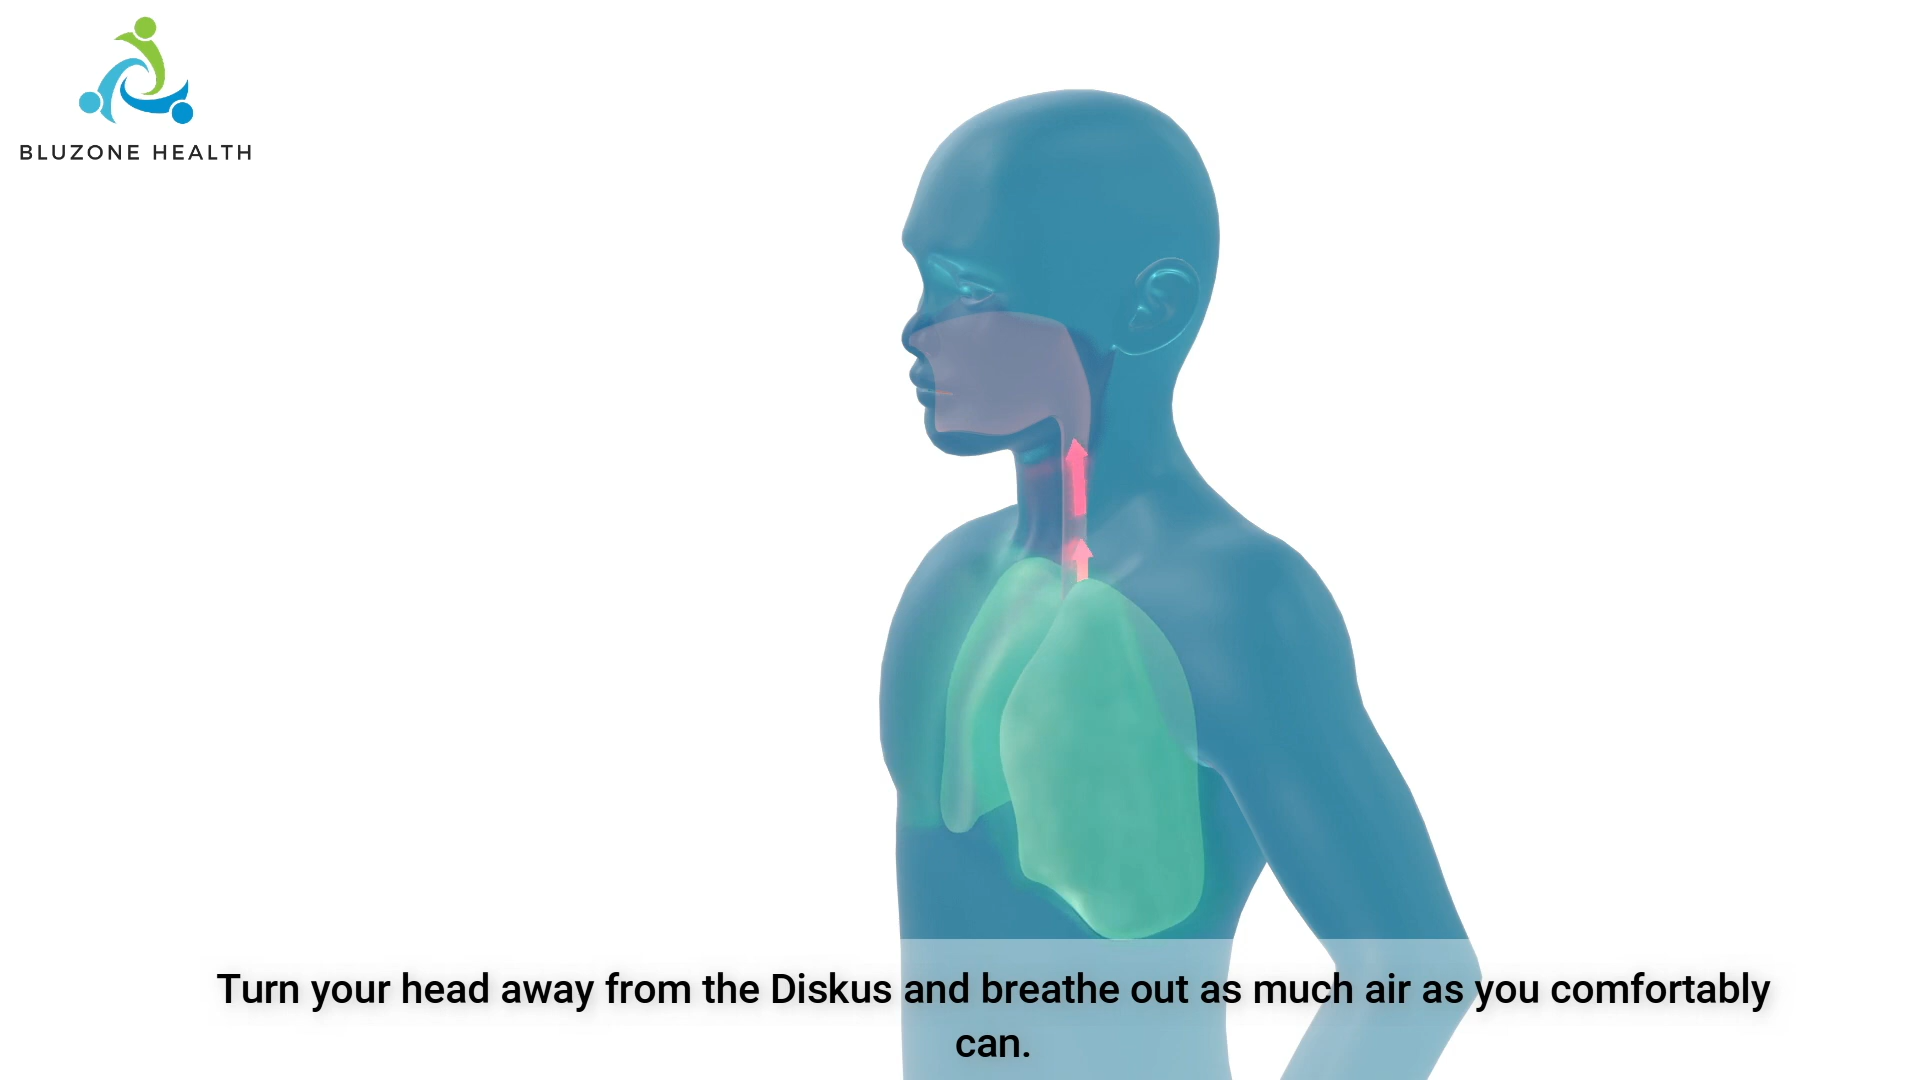 BLUZONE HEALTH
Turn your head away from the Diskus and breathe out as much air as you comfortably
can.